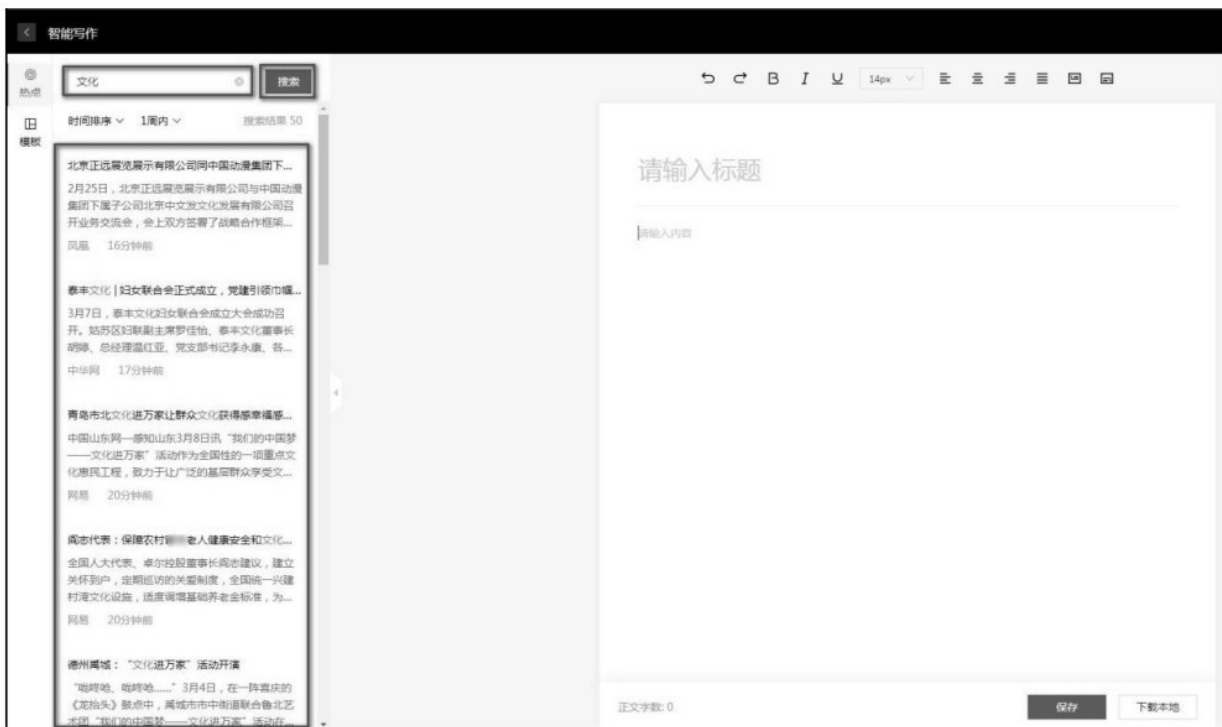 智能写作
热点
模板
文化
搜索
时间排序 1周内 搜索结果 50
北京正远展览展示有限公司同中国动漫集团下...
2月25日，北京正远展览展示有限公司与中国动漫
集团下属子公司北京中文发文化发展有限公司召
开业务交流会，会上双方签署了战略合作框架...
凤凰 16分钟前
泰丰文化 | 妇女联合会正式成立，党建引领巾帼...
3月7日，泰丰文化妇女联合会成立大会成功召
开。姑苏区妇联副主席罗佳怡、泰丰文化董事长
胡婷、总经理温红亚、党支部书记李永康、各...
中华网 17分钟前
青岛市北文化进万家让群众文化获得感幸福感...
中国山东网—感知山东3月8日讯 “我们的中国梦
——文化进万家”活动作为全国性的一项重点文
化惠民工程，致力于让广泛的基层群众享受文...
网易 20分钟前
阎志代表：保障农村 老人健康安全和文化...
全国人大代表、卓尔控股董事长阎志建议，建立
关怀到户，定期巡访的关爱制度，全国统一兴建
村湾文化设施，适度调增基础养老金标准，为...
网易 20分钟前
德州禹城：“文化进万家”活动开演
“咚咚呛、咚咚呛......”3月4日，在一阵喜庆的
《龙抬头》鼓点中，禹城市市中街道联合鲁北艺
术团“我们的中国梦——文化进万家”活动在...
14px
请输入标题
请输入内容
正文字数: 0
保存
下载本地